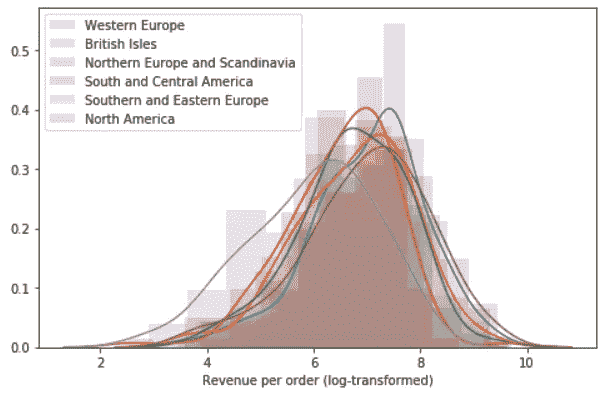 Western Europe
British Isles
Northern Europe and Scandinavia
South and Central America
Southern and Eastern Europe
North America
0.5
0.4
0.3
0.2
0.1
0.0
2 4 6 8 10
Revenue per order (log-transformed)